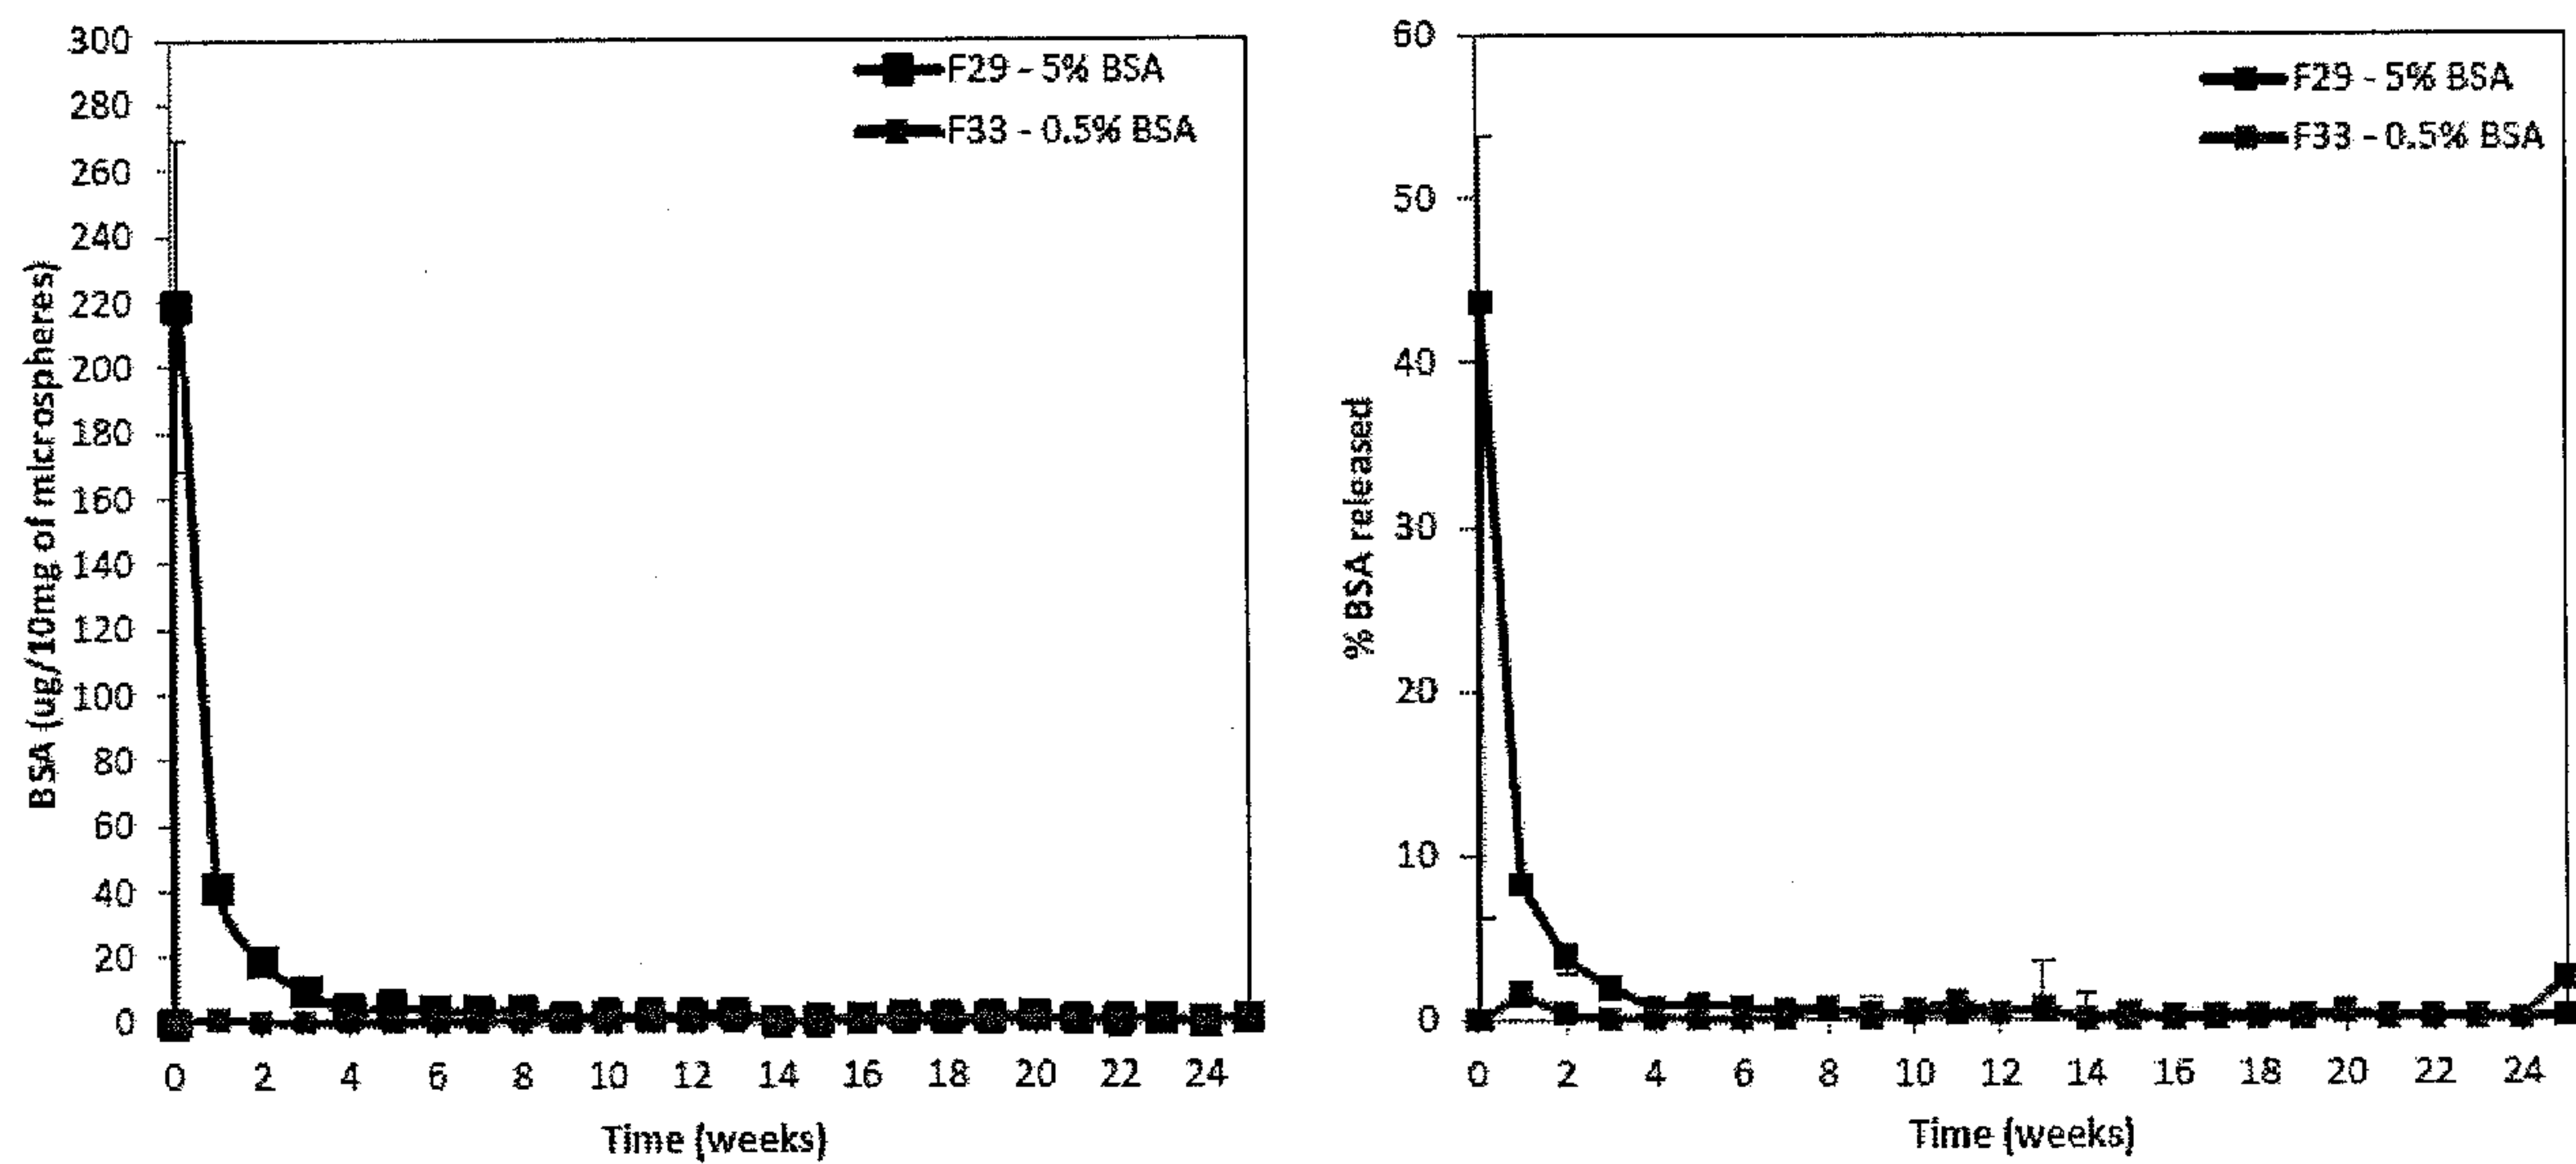 BSA (ug/10mg of microspheres)
300
280
260
240
220
200
180
160
140
120
100
80
60
40
20
0
F29 - 5% BSA
F33 - 0.5% BSA
0 2 4 6 8 10 12 14 16 18 20 22 24
Time (weeks)
% BSA released
60
50
40
30
20
10
0
F29 - 5% BSA
F33 - 0.5% BSA
0 2 4 6 8 10 12 14 16 18 20 22 24
Time (weeks)